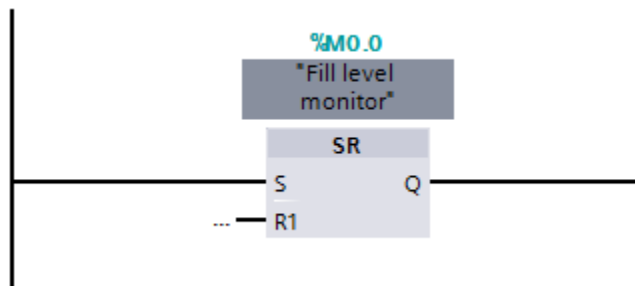 %M0.0
"Fill level
monitor"
SR
S Q
... R1